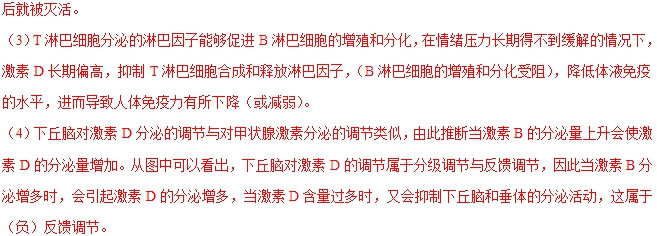 后就被灭活。
（3）T淋巴细胞分泌的淋巴因子能够促进B淋巴细胞的增殖和分化，在情绪压力长期得不到缓解的情况下，
激素D长期偏高，抑制T淋巴细胞合成和释放淋巴因子，（B淋巴细胞的增殖和分化受阻），降低体液免疫
的水平，进而导致人体免疫力有所下降（或减弱）。
（4）下丘脑对激素D分泌的调节与对甲状腺激素分泌的调节类似，由此推断当激素B的分泌量上升会使激
素D的分泌量增加。从图中可以看出，下丘脑对激素D的调节属于分级调节与反馈调节，因此当激素B分
泌增多时，会引起激素D的分泌增多，当激素D含量过多时，又会抑制下丘脑和垂体的分泌活动，这属于
（负）反馈调节。